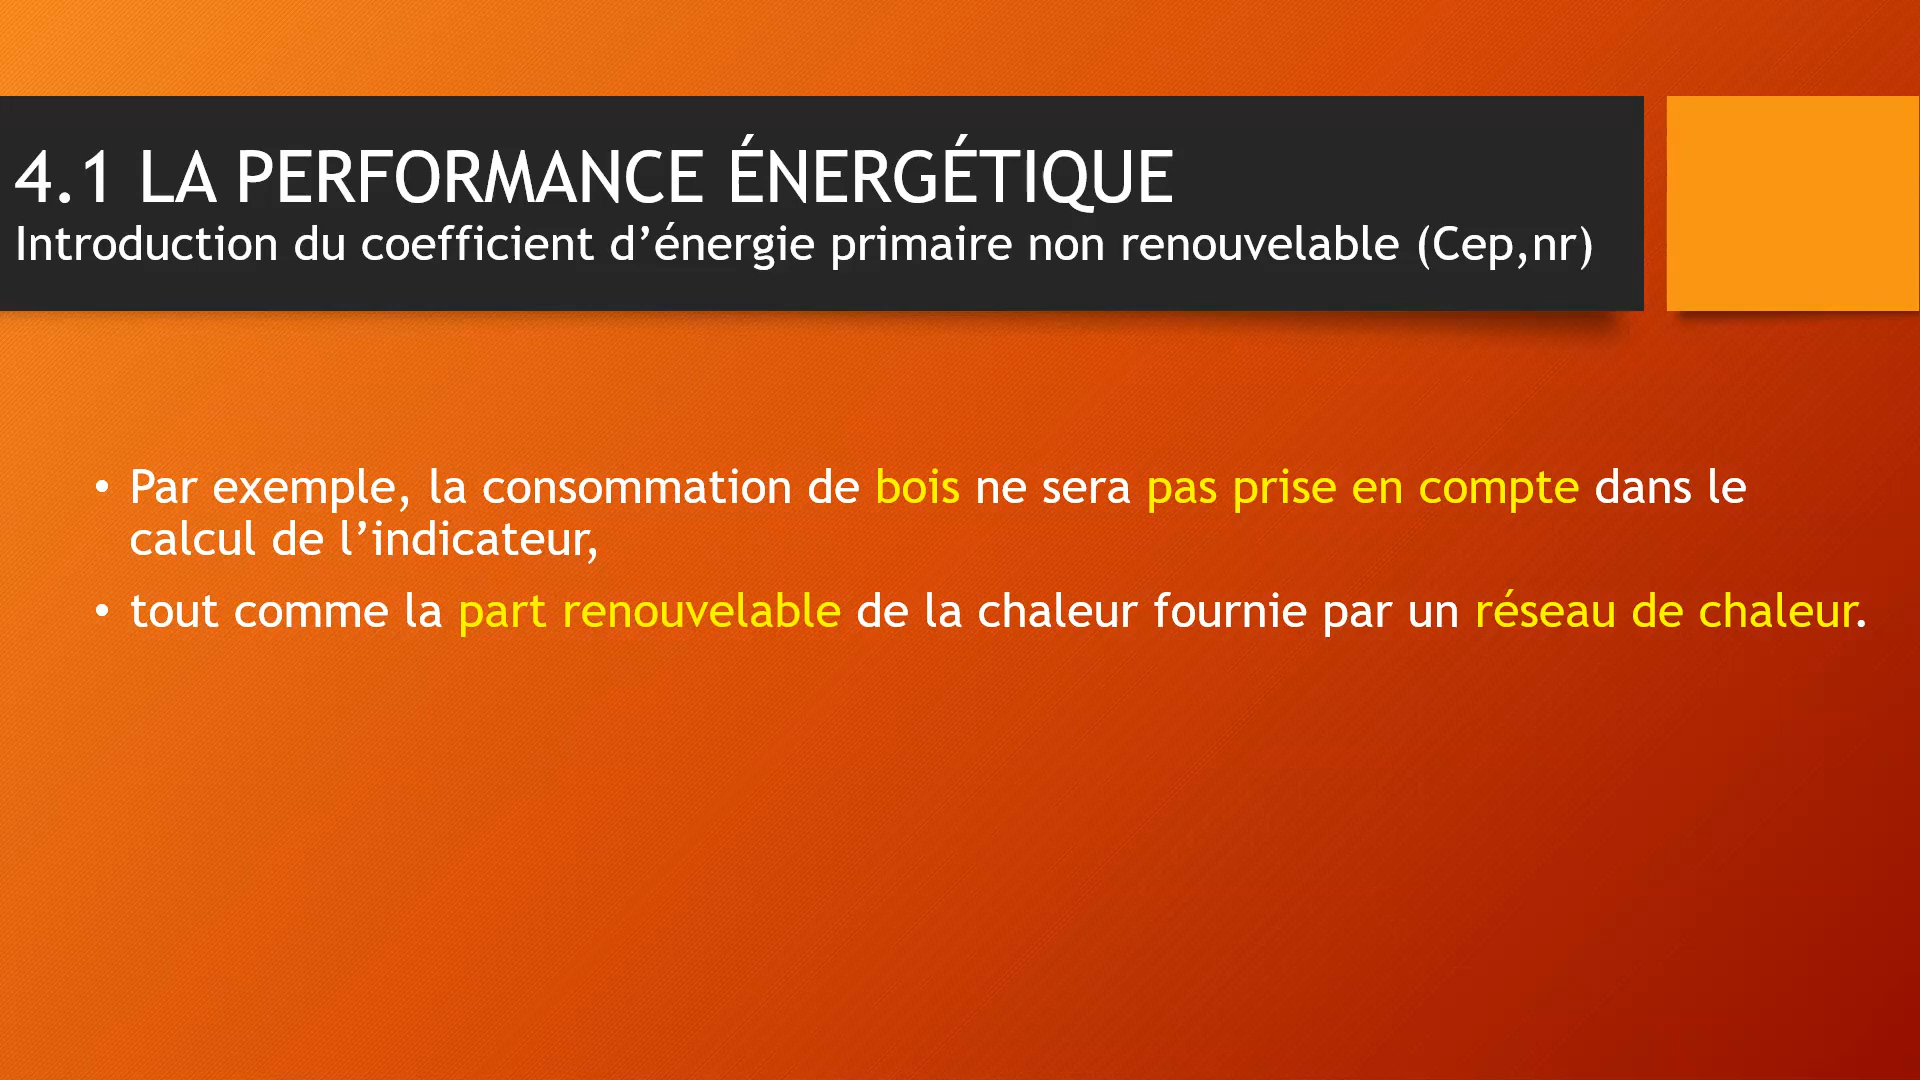 4.1 LA PERFORMANCE ÉNERGÉTIQUE
Introduction du coefficient d’énergie primaire non renouvelable (Cep,nr)
• Par exemple, la consommation de bois ne sera pas prise en compte dans le
calcul de l’indicateur,
• tout comme la part renouvelable de la chaleur fournie par un réseau de chaleur.